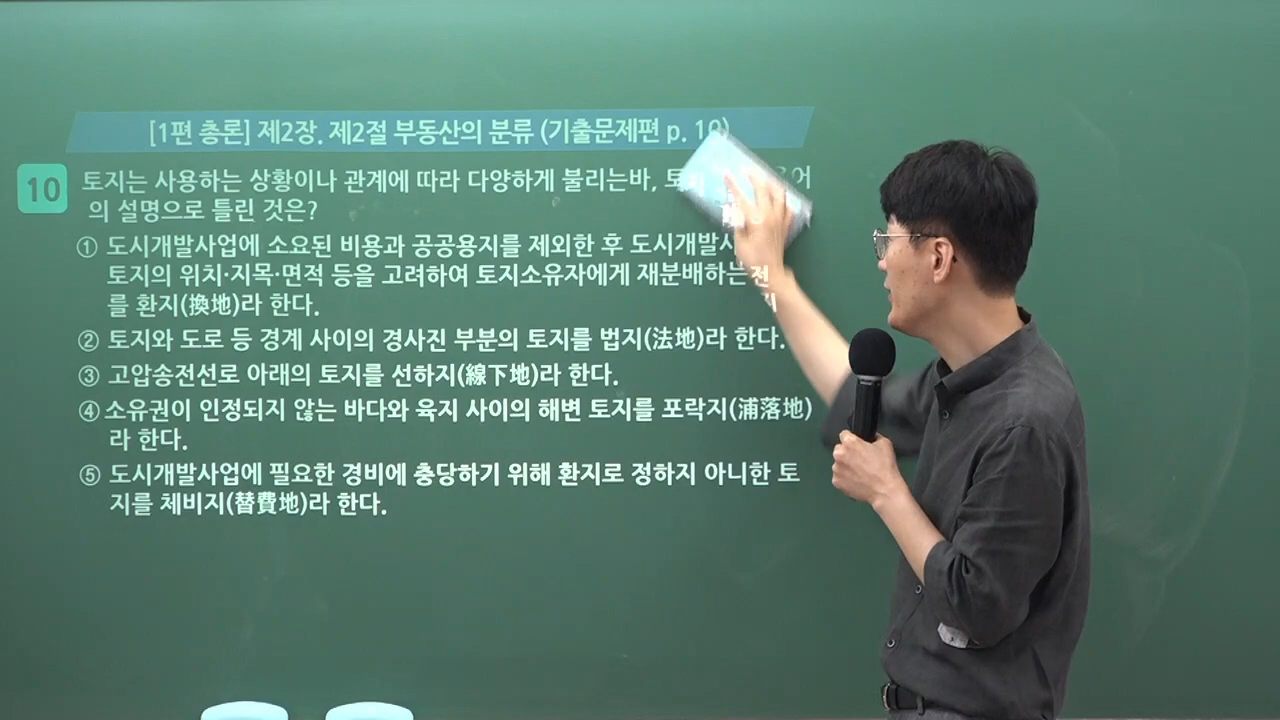 [1편 총론] 제2장. 제2절 부동산의 분류 (기출문제편 p. 10)
10 토지는 사용하는 상황이나 관계에 따라 다양하게 불리는바,
의 설명으로 틀린 것은?
① 도시개발사업에 소요된 비용과 공공용지를 제외한 후
토지의 위치·지목·면적 등을 고려하여 토지소유자에게 재분배하는
를 환지(換地)라 한다.
② 토지와 도로 등 경계 사이의 경사진 부분의 토지를 법지(法地)라 한다.
③ 고압송전선로 아래의 토지를 선하지(線下地)라 한다.
④ 소유권이 인정되지 않는 바다와 육지 사이의 해변 토지를 포락지(浦落地)
라 한다.
⑤ 도시개발사업에 필요한 경비에 충당하기 위해 환지로 정하지 아니한 토
지를 체비지(替費地)라 한다.